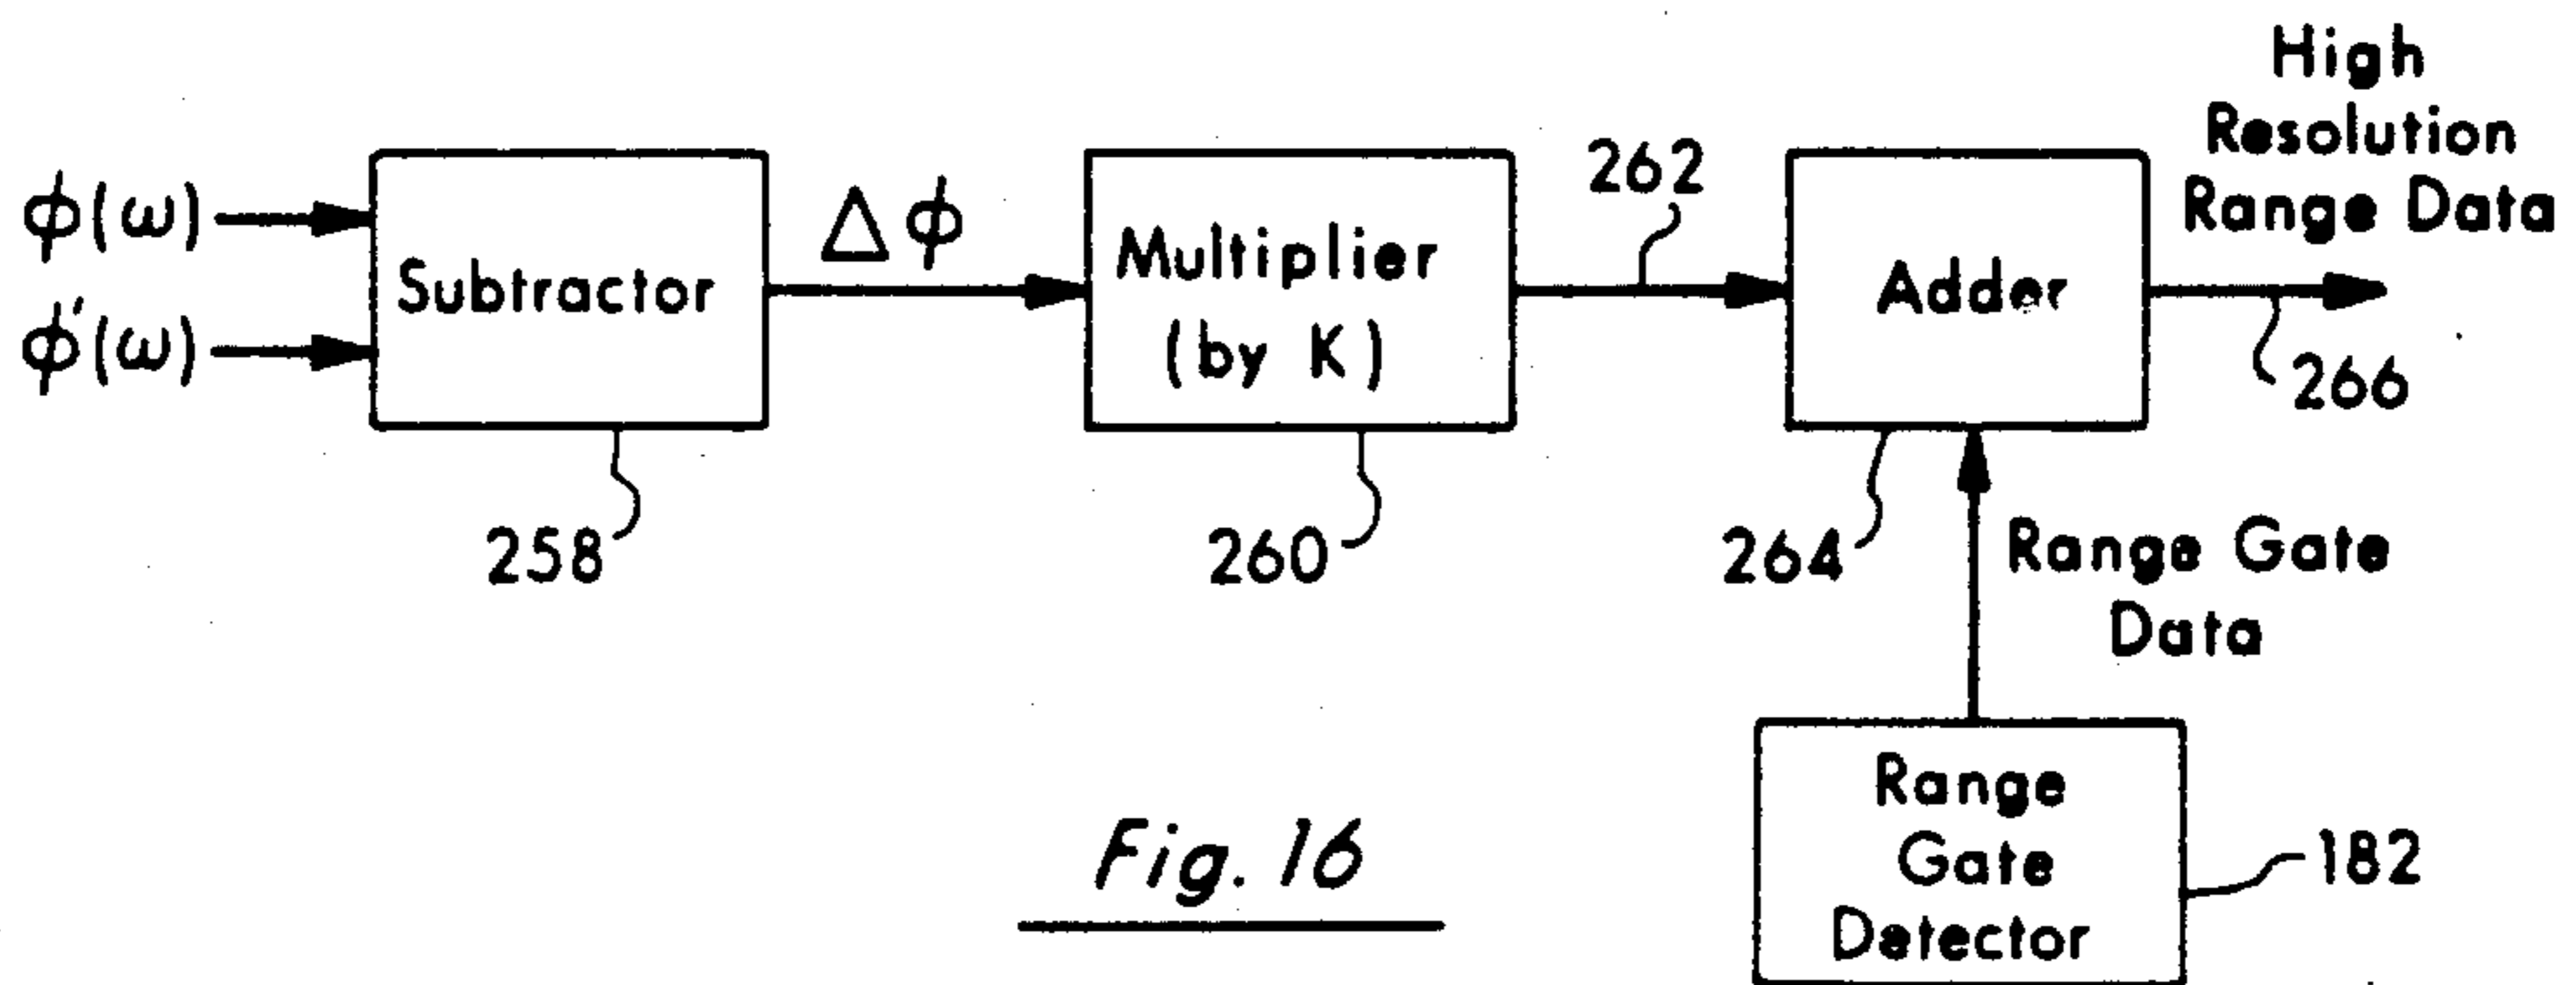 High
Resolution
Range Data
262
ϕ(ω)
ϕ′(ω)
Subtractor
Δϕ
Multiplier
(by K)
Adder
266
258
260
264
Range Gate
Data
Range
Gate
Detector
182
Fig. 16